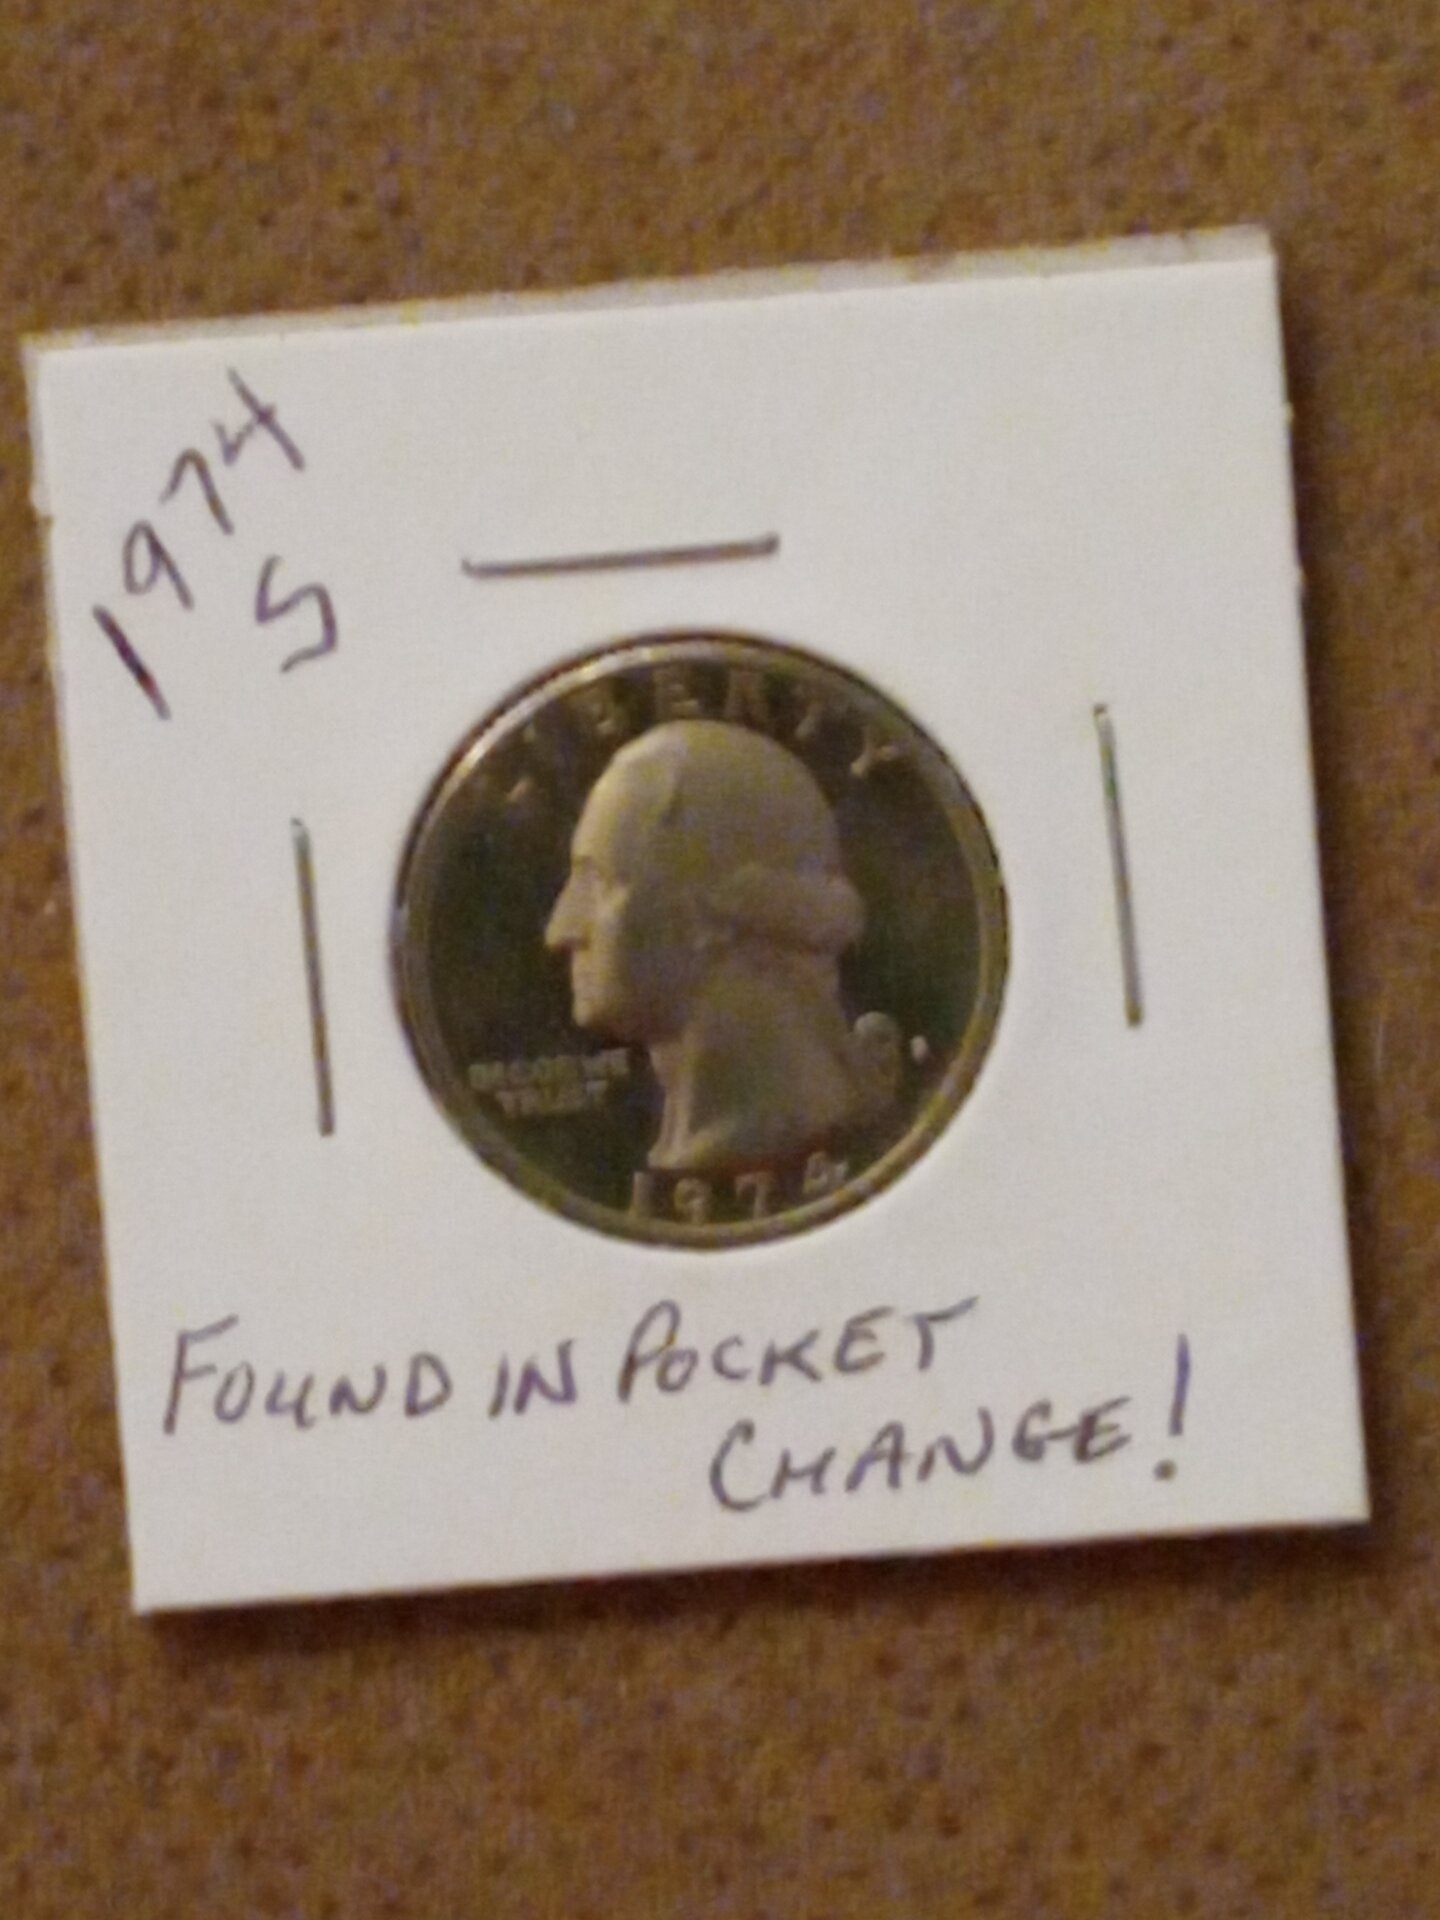 1974
S
LIBERTY
IN GOD WE
TRUST
1974
FOUND IN POCKET
CHANGE!